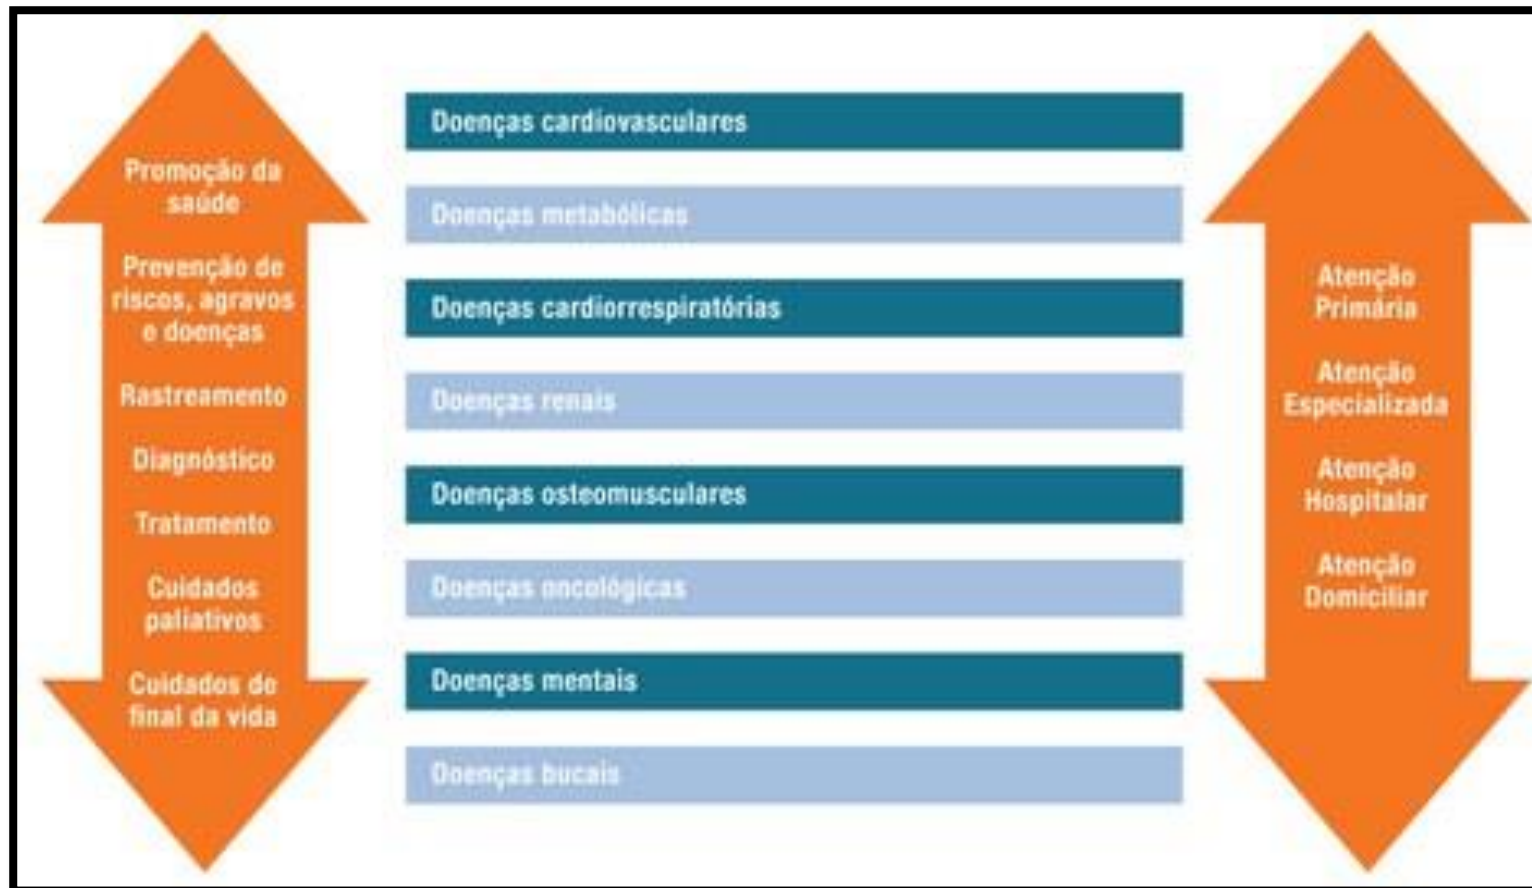 Promoção da
saúde
Prevenção de
riscos, agravos
e doenças
Rastreamento
Diagnóstico
Tratamento
Cuidados
paliativos
Cuidados de
final da vida
Doenças cardiovasculares
Doenças metabólicas
Doenças cardiorrespiratórias
Doenças renais
Doenças osteomusculares
Doenças oncológicas
Doenças mentais
Doenças bucais
Atenção
Primária
Atenção
Especializada
Atenção
Hospitalar
Atenção
Domiciliar